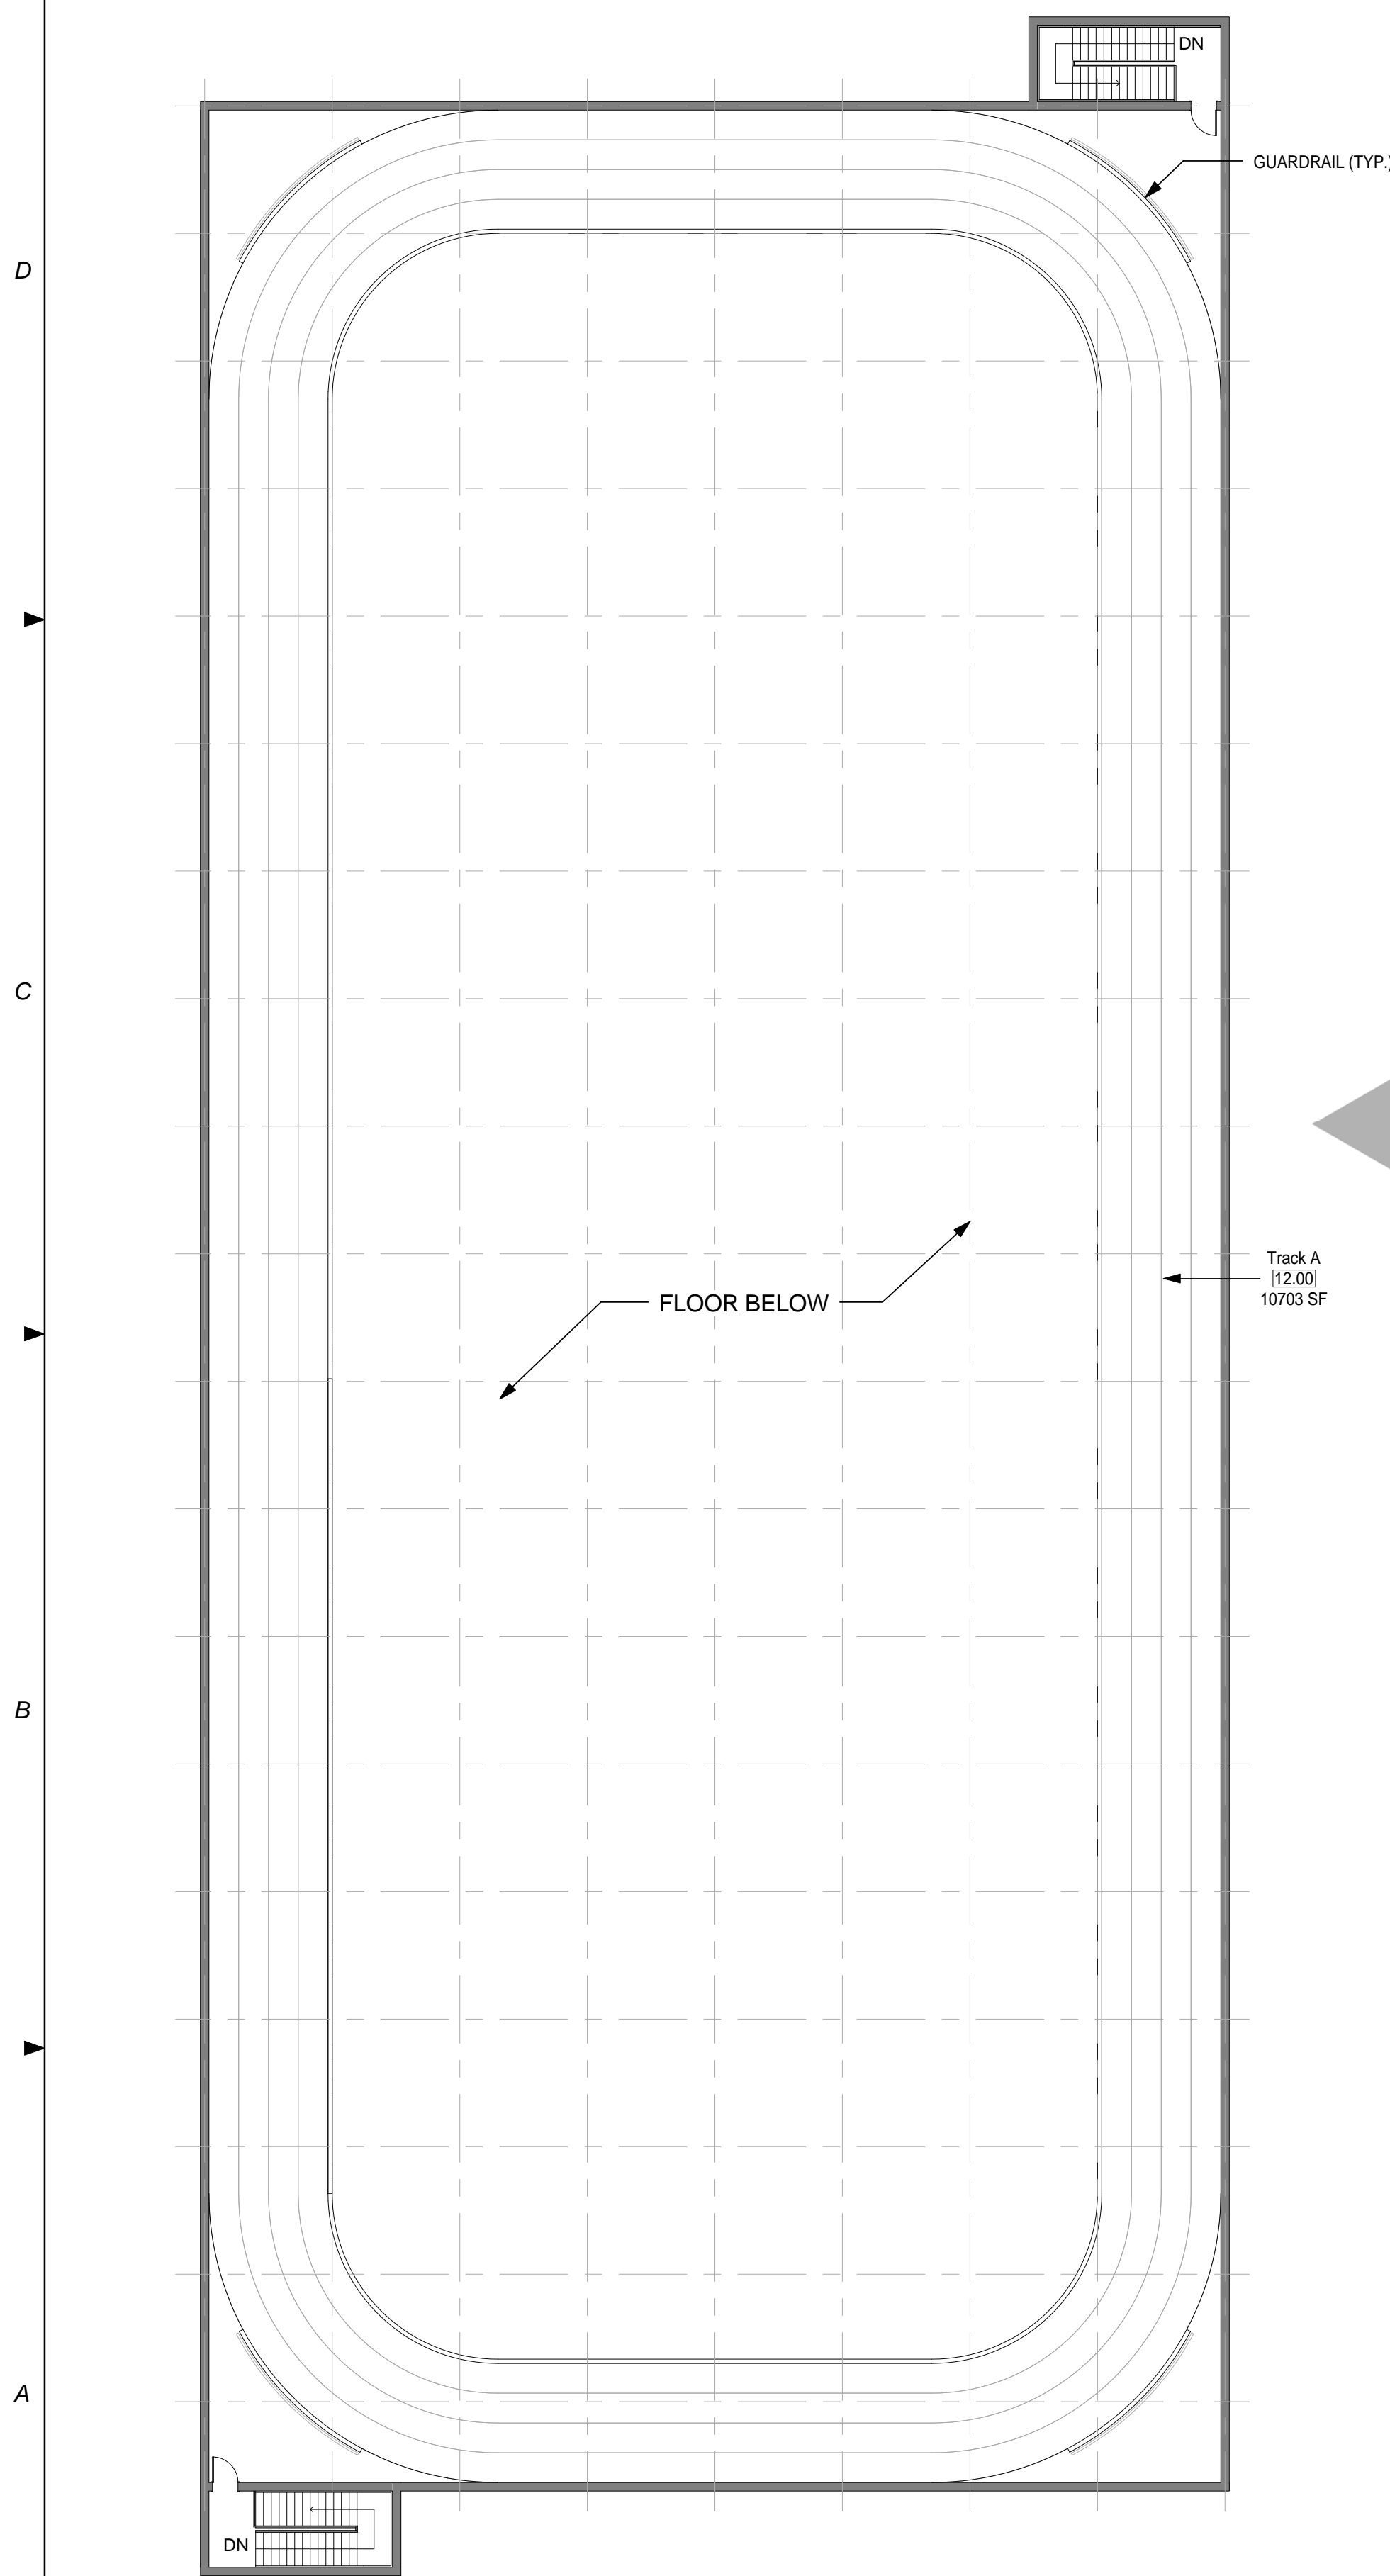 DN
GUARDRAIL (TYP.)
D
C
Track A
12.00
10703 SF
FLOOR BELOW
B
A
DN